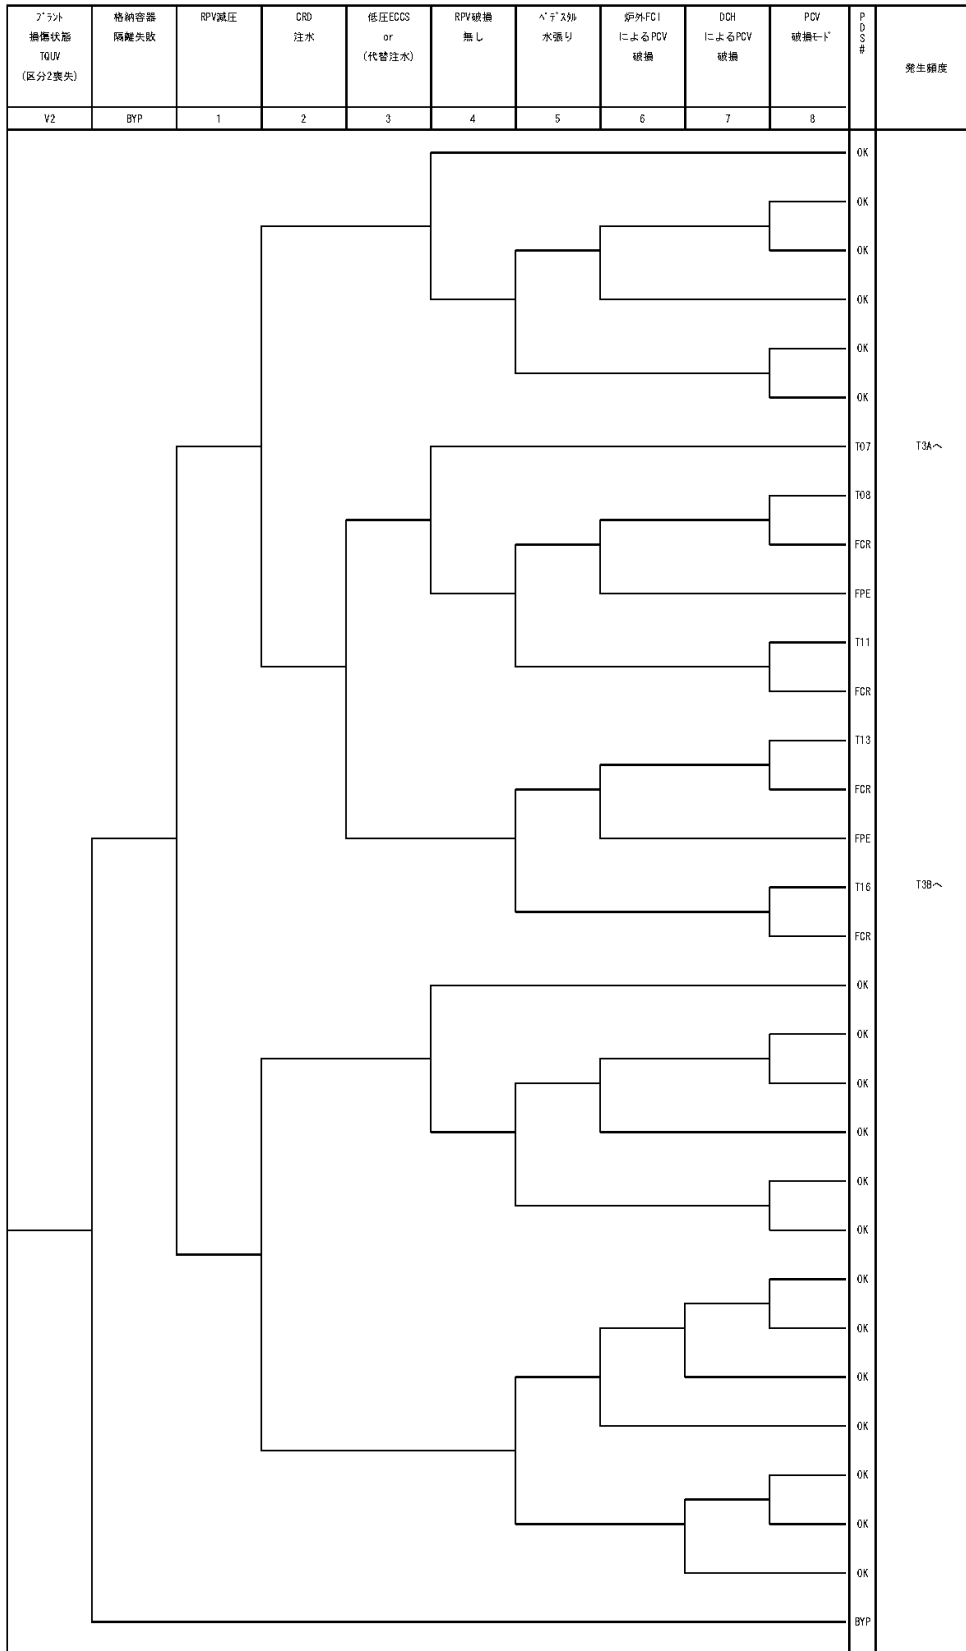 プラント
損傷状態
TQUV
(区分2喪失)
格納容器
隔離失敗
RPV減圧
CRD
注水
低圧ECCS
or
(代替注水)
RPV破損
無し
ペデスタル
水張り
炉外FCI
によるPCV
破損
DCH
によるPCV
破損
PCV
破損モード
PDS#
発生頻度
V2 BYP 1 2 3 4 5 6 7 8
OK
OK
OK
OK
OK
OK
T07 T3Aへ
T08
FCR
FPE
T11
FCR
T13
FCR
FPE
T16 T3Bへ
FCR
OK
OK
OK
OK
OK
OK
OK
OK
OK
OK
OK
OK
OK
BYP